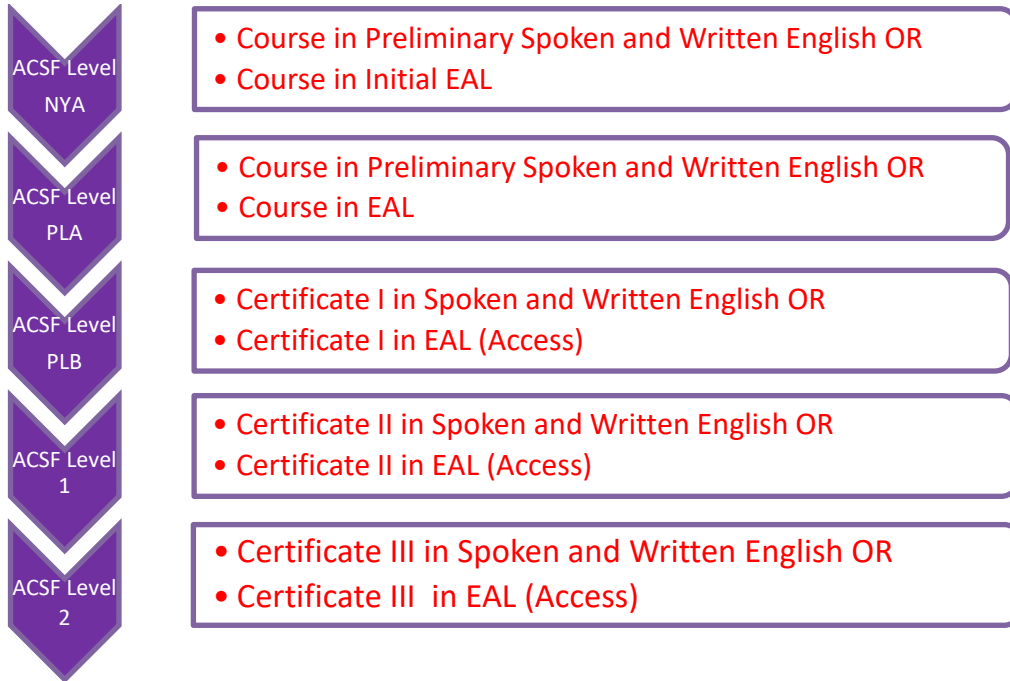 ACSF Level
NYA
• Course in Preliminary Spoken and Written English OR
• Course in Initial EAL
ACSF Level
PLA
• Course in Preliminary Spoken and Written English OR
• Course in EAL
ACSF Level
PLB
• Certificate I in Spoken and Written English OR
• Certificate I in EAL (Access)
ACSF Level
1
• Certificate II in Spoken and Written English OR
• Certificate II in EAL (Access)
ACSF Level
2
• Certificate III in Spoken and Written English OR
• Certificate III in EAL (Access)